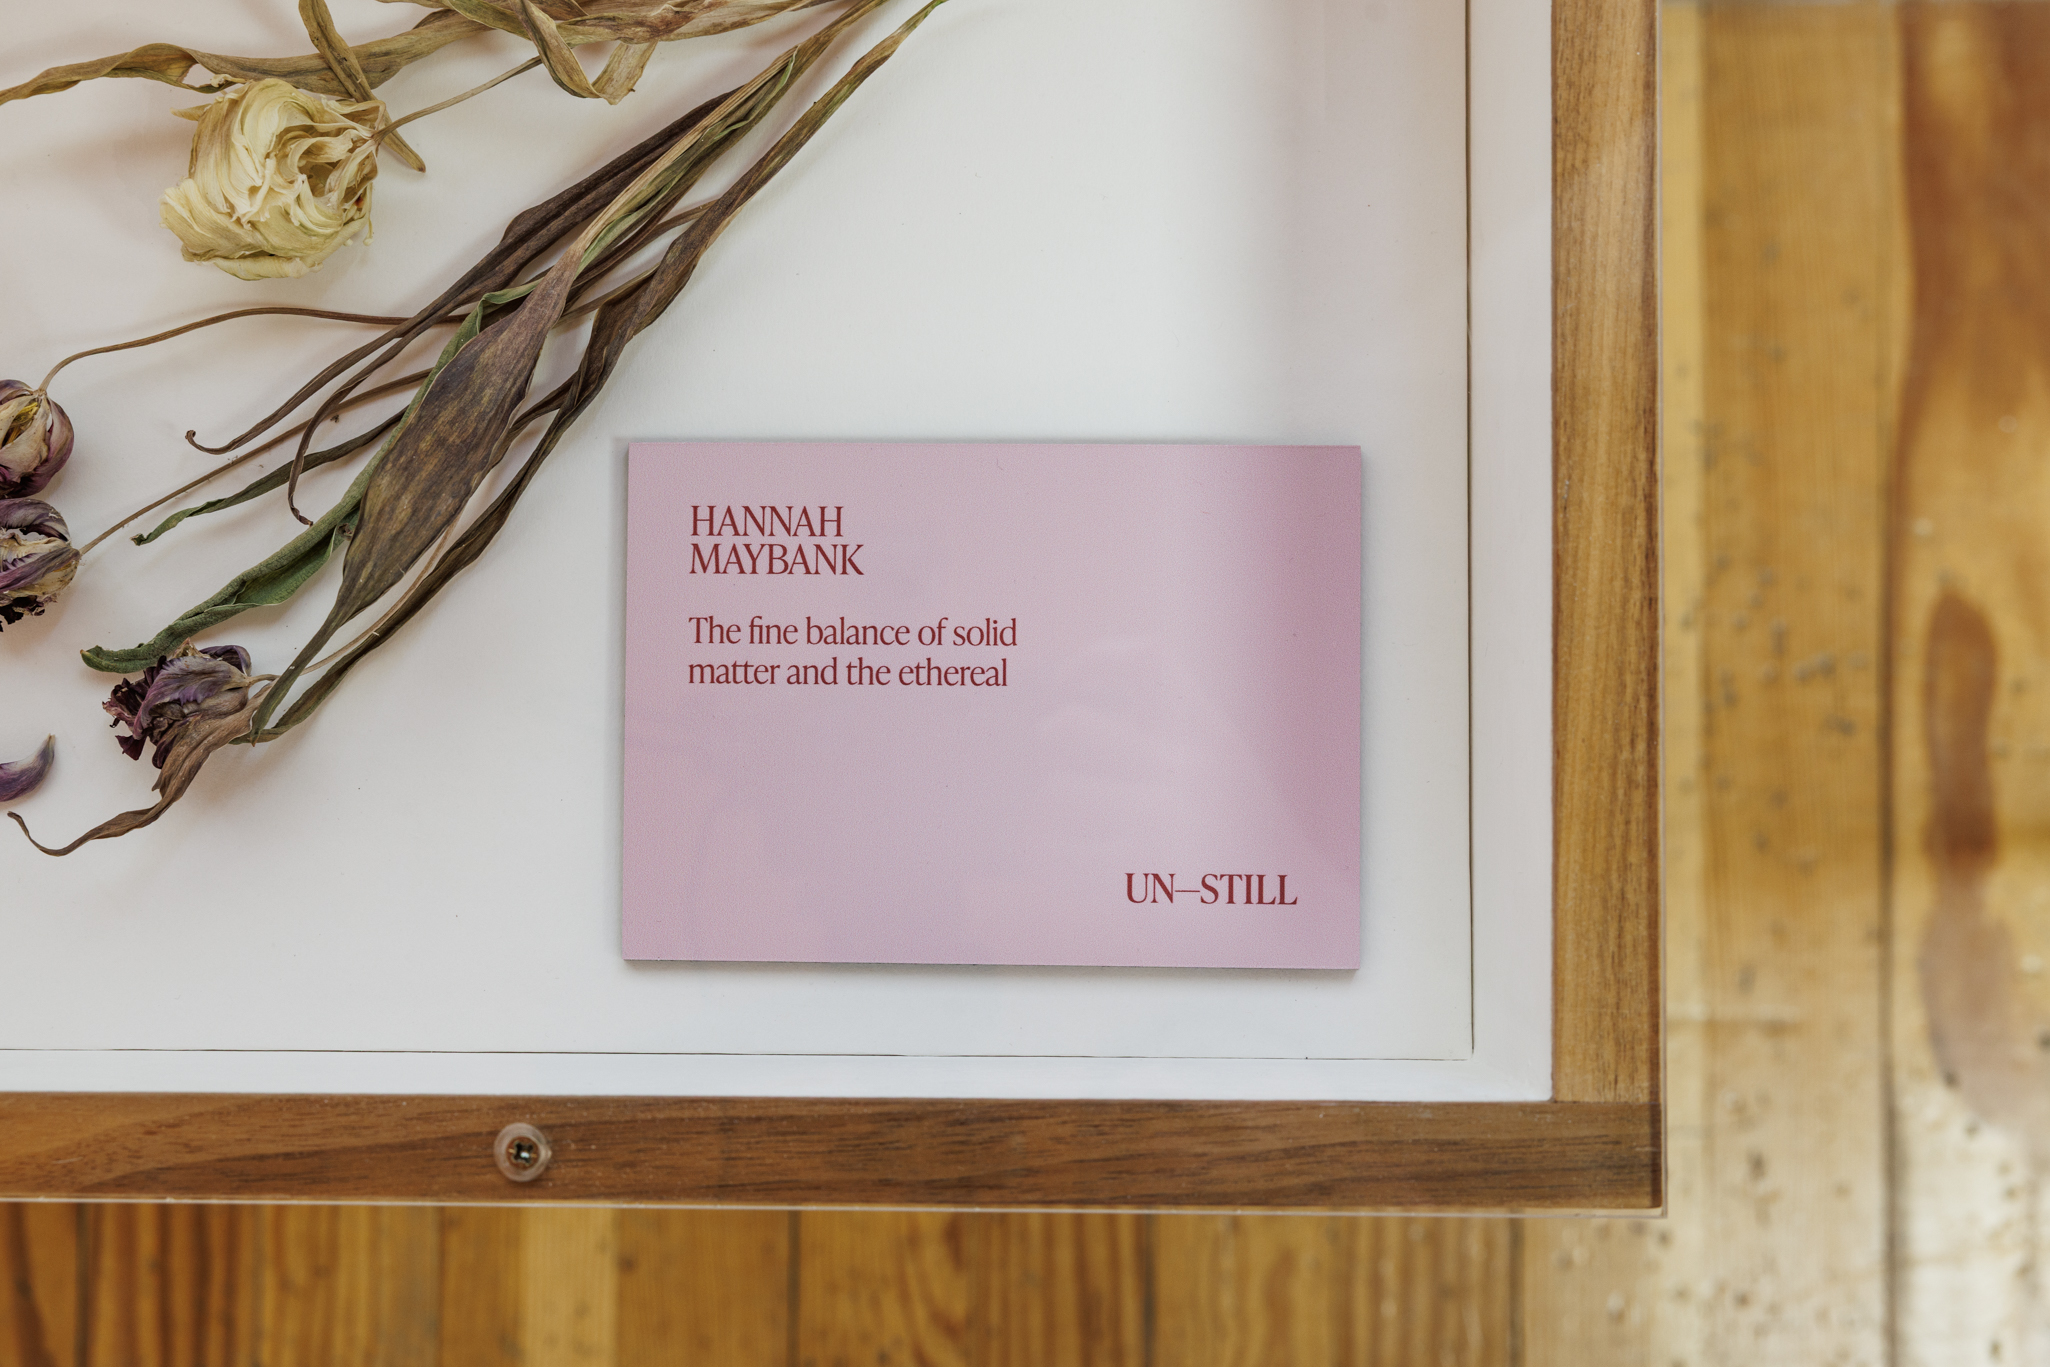 HANNAH
MAYBANK
The fine balance of solid
matter and the ethereal
UN—STILL